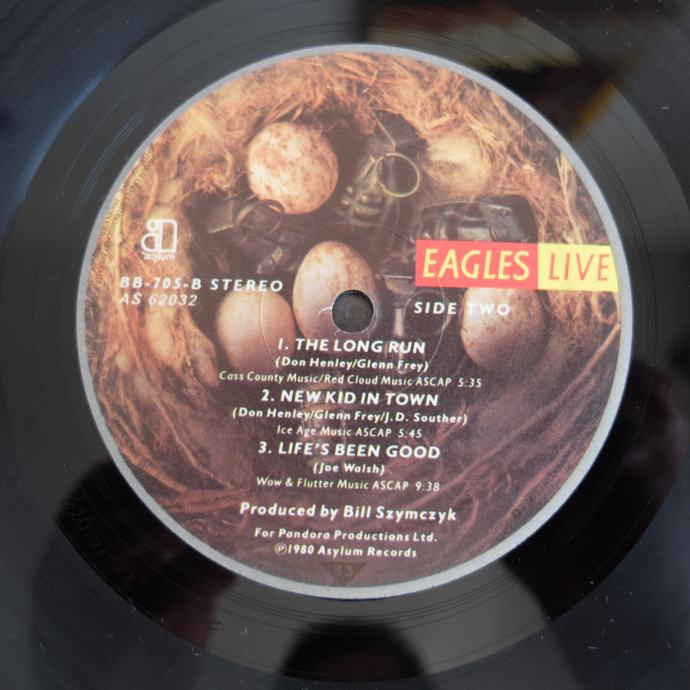 asylum
BB-705-B STEREO
AS 62032
EAGLES LIVE
SIDE TWO
1. THE LONG RUN
(Don Henley/Glenn Frey)
Cass County Music/Red Cloud Music ASCAP 5:35
2. NEW KID IN TOWN
(Don Henley/Glenn Frey/J.D. Souther)
Ice Age Music ASCAP 5:45
3. LIFE'S BEEN GOOD
(Joe Walsh)
Wow & Flutter Music ASCAP 9:38
Produced by Bill Szymczyk
For Pandora Productions Ltd.
℗1980 Asylum Records
33